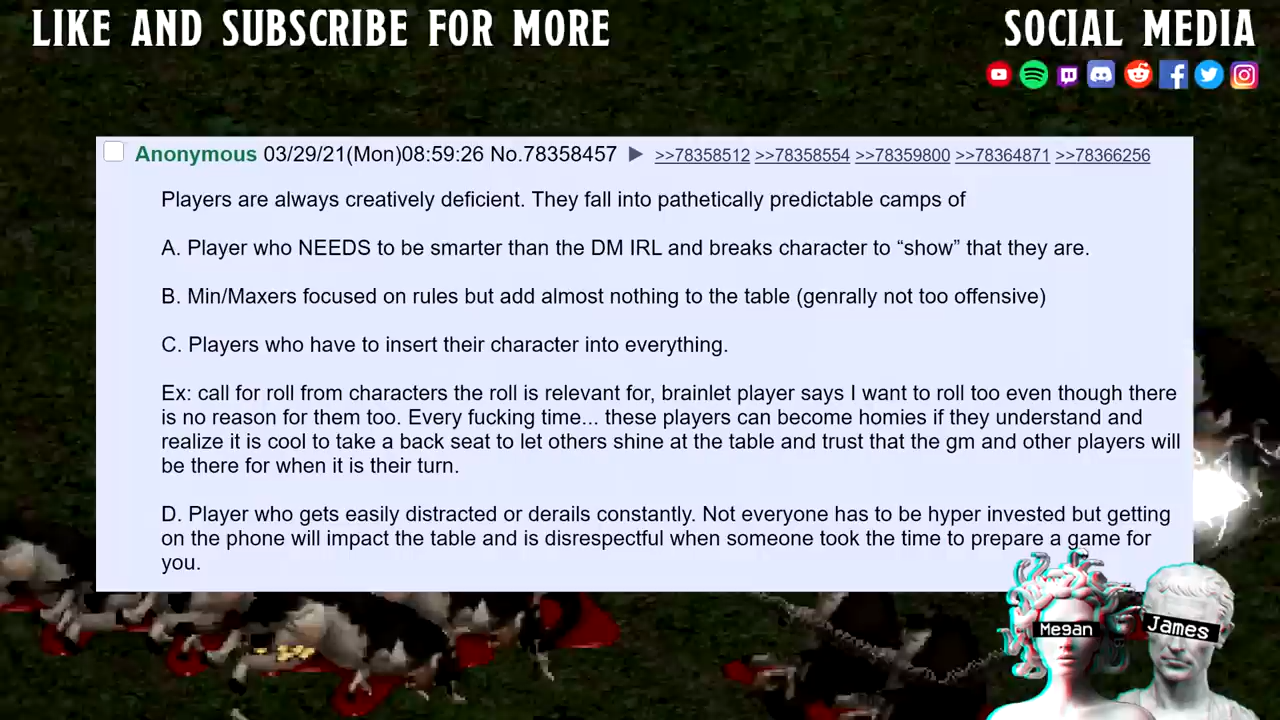 LIKE AND SUBSCRIBE FOR MORE
SOCIAL MEDIA
Anonymous 03/29/21(Mon)08:59:26 No.78358457 ▶ >>78358512 >>78358554 >>78359800 >>78364871 >>78366256
Players are always creatively deficient. They fall into pathetically predictable camps of
A. Player who NEEDS to be smarter than the DM IRL and breaks character to “show” that they are.
B. Min/Maxers focused on rules but add almost nothing to the table (genrally not too offensive)
C. Players who have to insert their character into everything.
Ex: call for roll from characters the roll is relevant for, brainlet player says I want to roll too even though there
is no reason for them too. Every fucking time... these players can become homies if they understand and
realize it is cool to take a back seat to let others shine at the table and trust that the gm and other players will
be there for when it is their turn.
D. Player who gets easily distracted or derails constantly. Not everyone has to be hyper invested but getting
on the phone will impact the table and is disrespectful when someone took the time to prepare a game for
you.
Megan
James